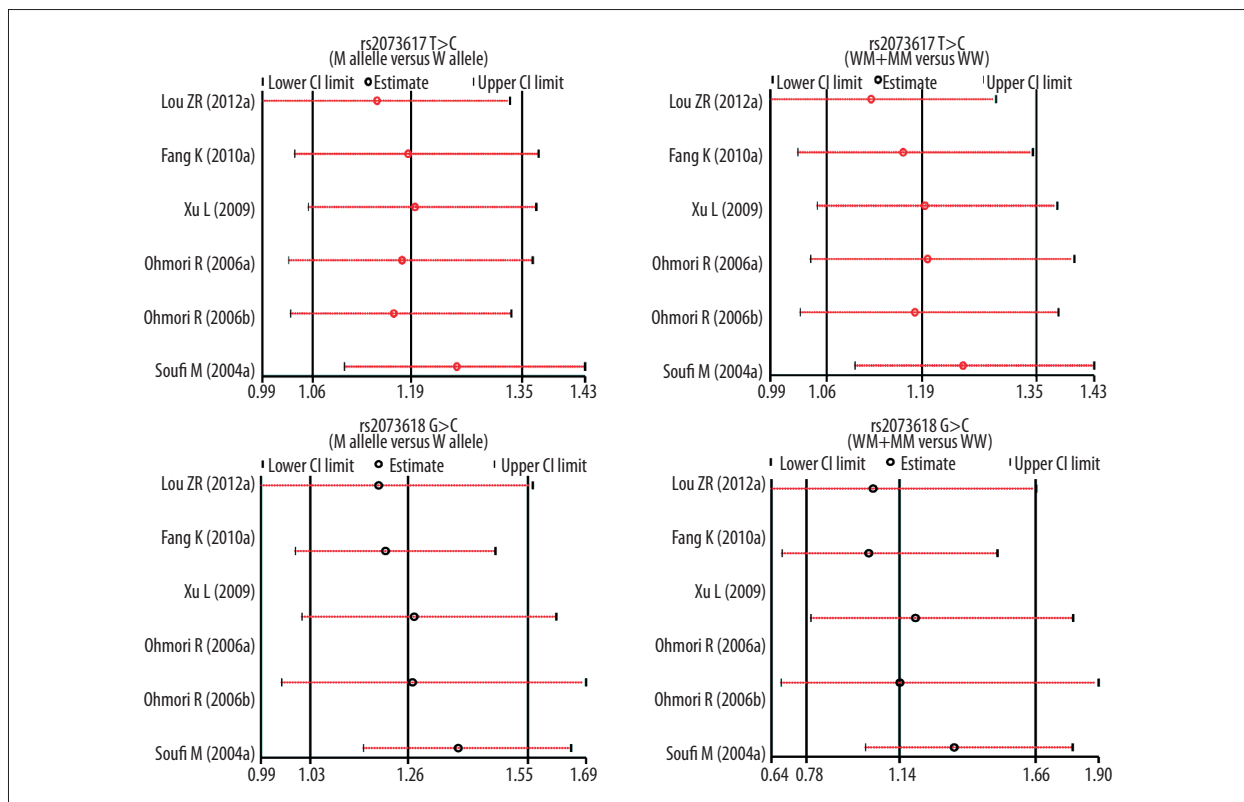 rs2073617 T>C
(M allele versus W allele)
Lower CI limit Estimate Upper CI limit
Lou ZR (2012a)
Fang K (2010a)
Xu L (2009)
Ohmori R (2006a)
Ohmori R (2006b)
Soufi M (2004a)
0.99 1.06 1.19 1.35 1.43
rs2073617 T>C
(WM+MM versus WW)
Lower CI limit Estimate Upper CI limit
Lou ZR (2012a)
Fang K (2010a)
Xu L (2009)
Ohmori R (2006a)
Ohmori R (2006b)
Soufi M (2004a)
0.99 1.06 1.19 1.35 1.43
rs2073618 G>C
(M allele versus W allele)
Lower CI limit Estimate Upper CI limit
Lou ZR (2012a)
Fang K (2010a)
Xu L (2009)
Ohmori R (2006a)
Ohmori R (2006b)
Soufi M (2004a)
0.99 1.03 1.26 1.55 1.69
rs2073618 G>C
(WM+MM versus WW)
Lower CI limit Estimate Upper CI limit
Lou ZR (2012a)
Fang K (2010a)
Xu L (2009)
Ohmori R (2006a)
Ohmori R (2006b)
Soufi M (2004a)
0.64 0.78 1.14 1.66 1.90